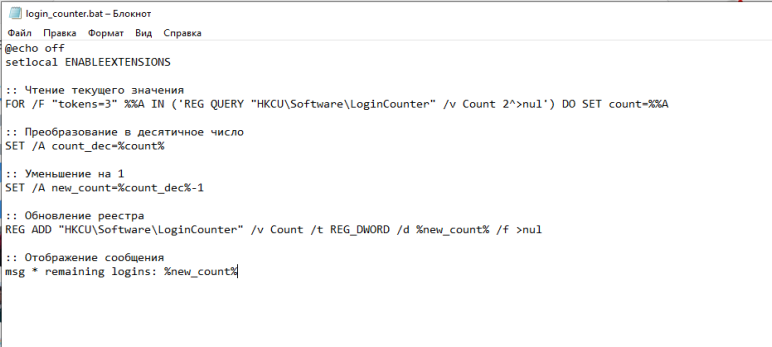 login_counter.bat – Блокнот
Файл Правка Формат Вид Справка
@echo off
setlocal ENABLEEXTENSIONS
:: Чтение текущего значения
FOR /F "tokens=3" %%A IN ('REG QUERY "HKCU\Software\LoginCounter" /v Count 2^>nul') DO SET count=%%A
:: Преобразование в десятичное число
SET /A count_dec=%count%
:: Уменьшение на 1
SET /A new_count=%count_dec%-1
:: Обновление реестра
REG ADD "HKCU\Software\LoginCounter" /v Count /t REG_DWORD /d %new_count% /f >nul
:: Отображение сообщения
msg * remaining logins: %new_count%